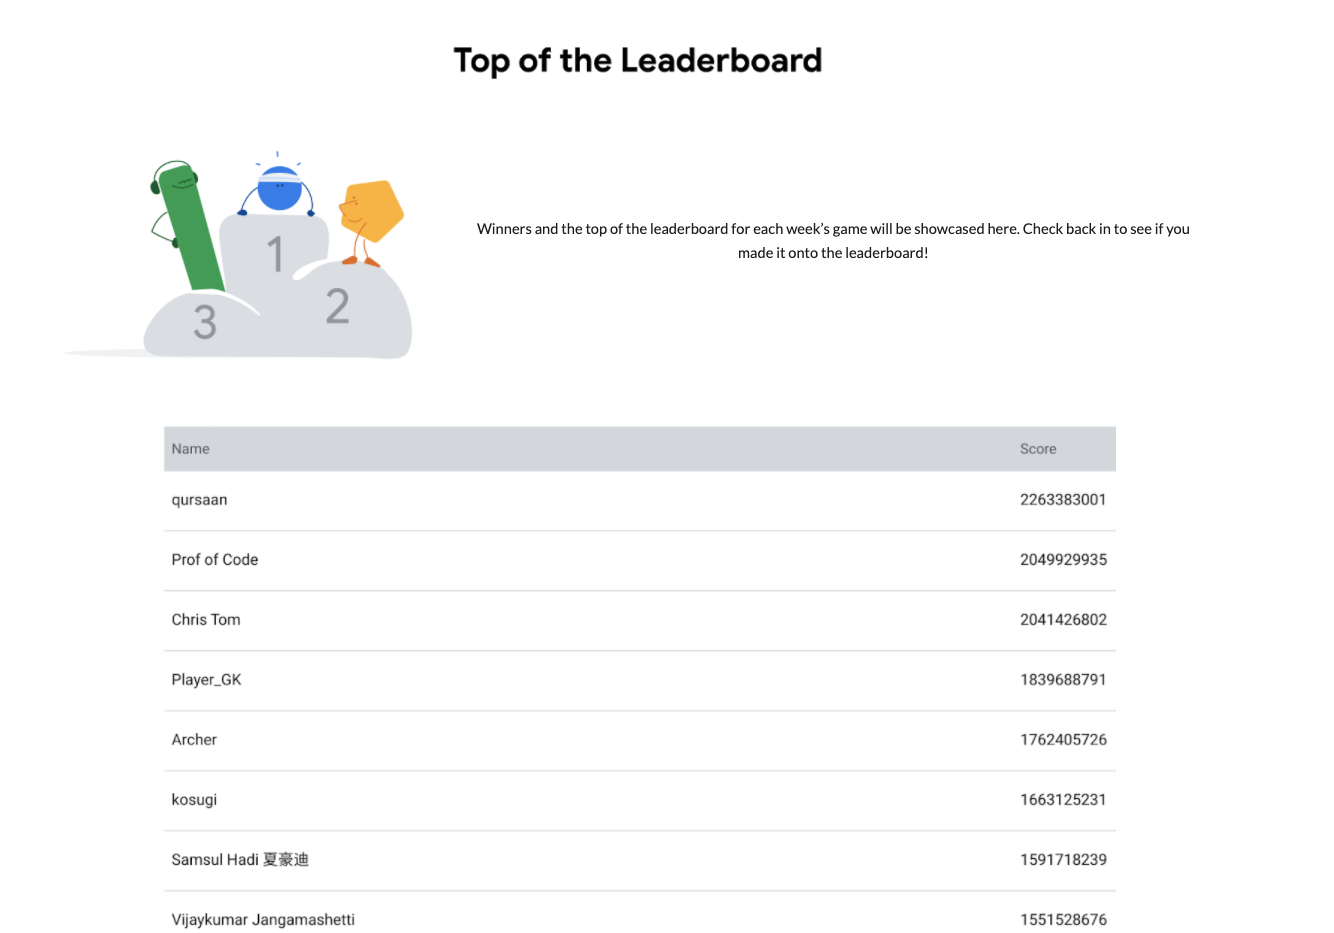 Top of the Leaderboard
1
2
3
Winners and the top of the leaderboard for each week’s game will be showcased here. Check back in to see if you
made it onto the leaderboard!
Name Score
qursaan 2263383001
Prof of Code 2049929935
Chris Tom 2041426802
Player_GK 1839688791
Archer 1762405726
kosugi 1663125231
Samsul Hadi 夏豪迪 1591718239
Vijaykumar Jangamashetti 1551528676